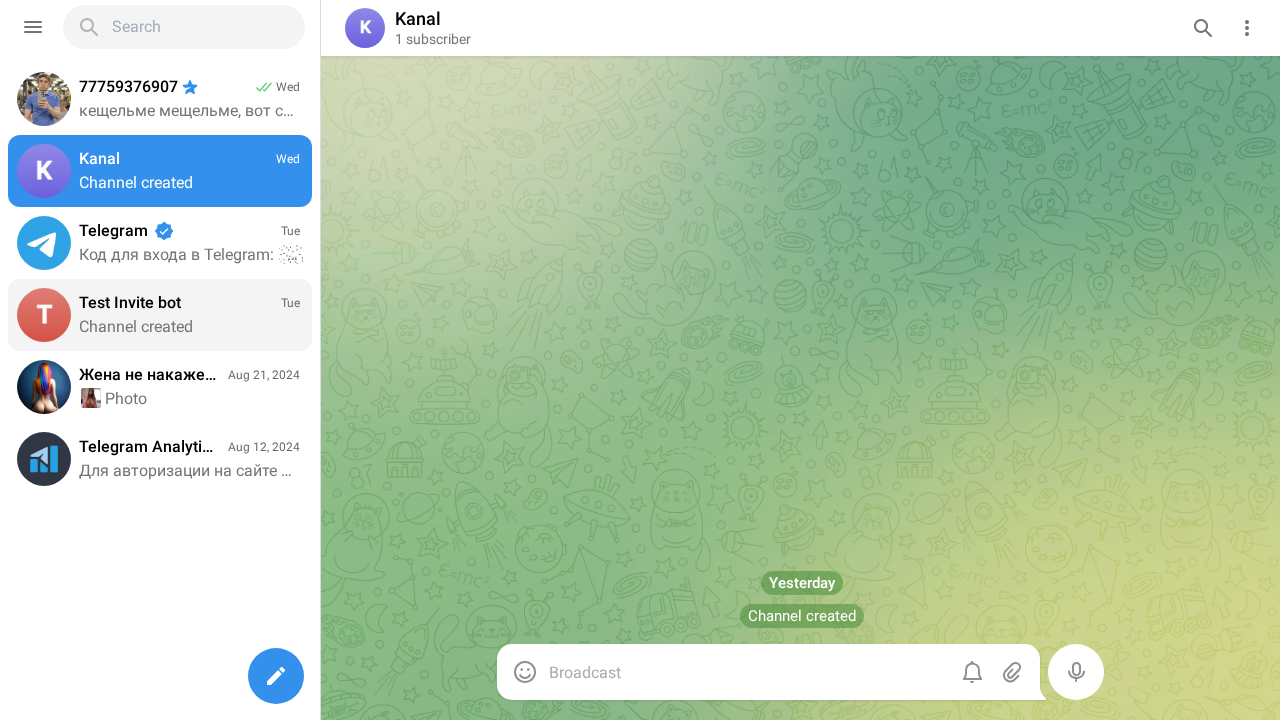 Search
77759376907
Wed
кещельме мещельме, вот с...
K
Kanal
Wed
Channel created
Telegram
Tue
Код для входа в Telegram:
T
Test Invite bot
Tue
Channel created
Жена не накаже...
Aug 21, 2024
Photo
Telegram Analyti...
Aug 12, 2024
Для авторизации на сайте ...
K
Kanal
1 subscriber
Yesterday
Channel created
Broadcast